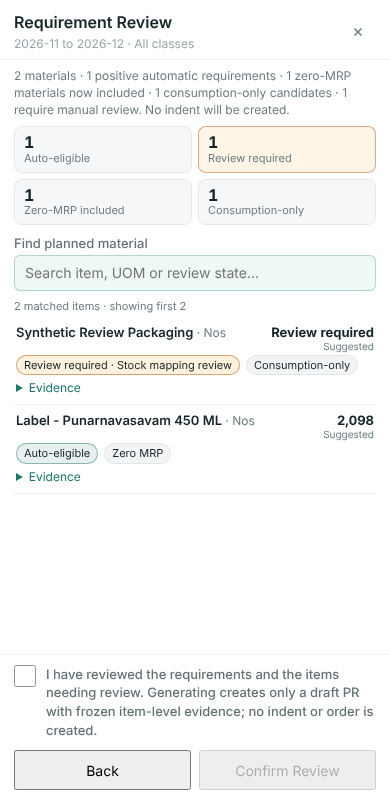 Requirement Review
×
2026-11 to 2026-12 · All classes
2 materials · 1 positive automatic requirements · 1 zero-MRP
materials now included · 1 consumption-only candidates · 1
require manual review. No indent will be created.
1
Auto-eligible
1
Review required
1
Zero-MRP included
1
Consumption-only
Find planned material
Search item, UOM or review state...
2 matched items · showing first 2
Synthetic Review Packaging · Nos
Review required
Suggested
Review required · Stock mapping review
Consumption-only
Evidence
Label - Punarnavasavam 450 ML · Nos
2,098
Suggested
Auto-eligible
Zero MRP
Evidence
I have reviewed the requirements and the items
needing review. Generating creates only a draft PR
with frozen item-level evidence; no indent or order is
created.
Back
Confirm Review